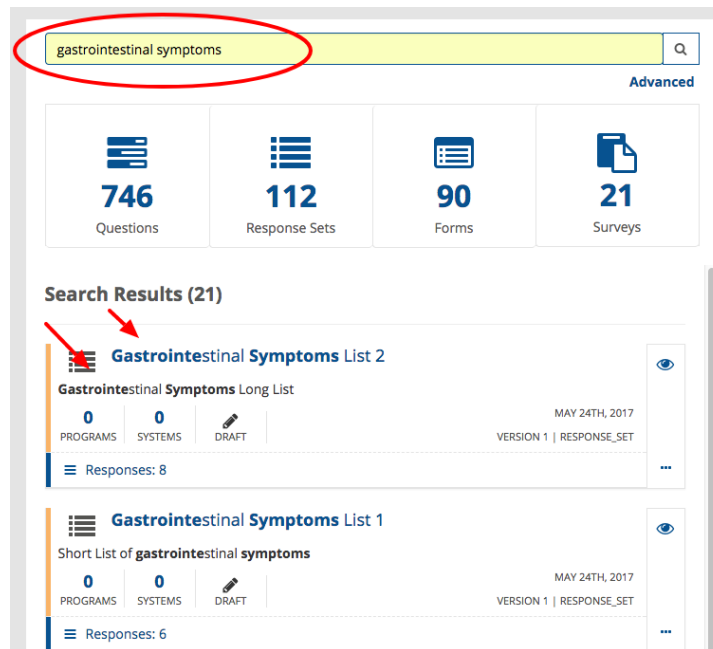 gastrointestinal symptoms
Advanced
746
Questions
112
Response Sets
90
Forms
21
Surveys
Search Results (21)
Gastrointestinal Symptoms List 2
Gastrointestinal Symptoms Long List
0 0 MAY 24TH, 2017
PROGRAMS SYSTEMS DRAFT VERSION 1 | RESPONSE_SET
Responses: 8
Gastrointestinal Symptoms List 1
Short List of gastrointestinal symptoms
0 0 MAY 24TH, 2017
PROGRAMS SYSTEMS DRAFT VERSION 1 | RESPONSE_SET
Responses: 6